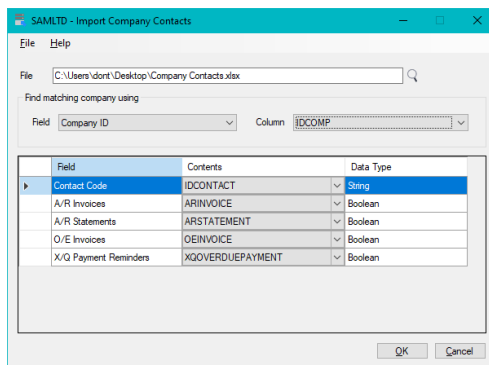 SAMLTD - Import Company Contacts
File Help
File C:\Users\dont\Desktop\Company Contacts.xlsx
Find matching company using
Field Company ID Column IDCOMP
Field Contents Data Type
Contact Code IDCONTACT String
A/R Invoices ARINVOICE Boolean
A/R Statements ARSTATEMENT Boolean
O/E Invoices OEINVOICE Boolean
X/Q Payment Reminders XQOVERDUEPAYMENT Boolean
OK Cancel